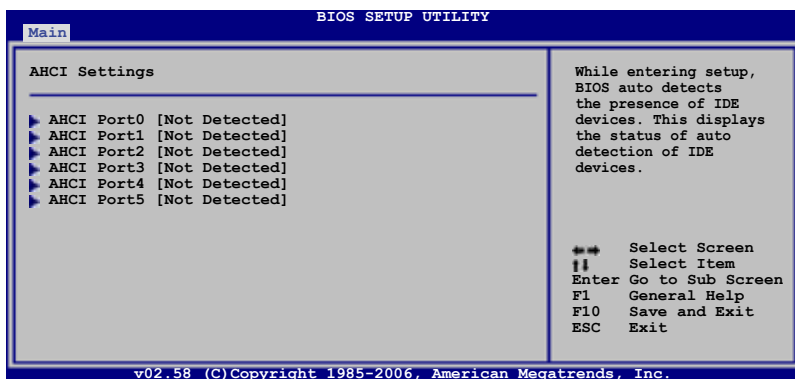 BIOS SETUP UTILITY
Main
AHCI Settings
AHCI Port0 [Not Detected]
AHCI Port1 [Not Detected]
AHCI Port2 [Not Detected]
AHCI Port3 [Not Detected]
AHCI Port4 [Not Detected]
AHCI Port5 [Not Detected]
While entering setup,
BIOS auto detects
the presence of IDE
devices. This displays
the status of auto
detection of IDE
devices.
Select Screen
Select Item
Enter Go to Sub Screen
F1 General Help
F10 Save and Exit
ESC Exit
v02.58 (C)Copyright 1985-2006, American Megatrends, Inc.